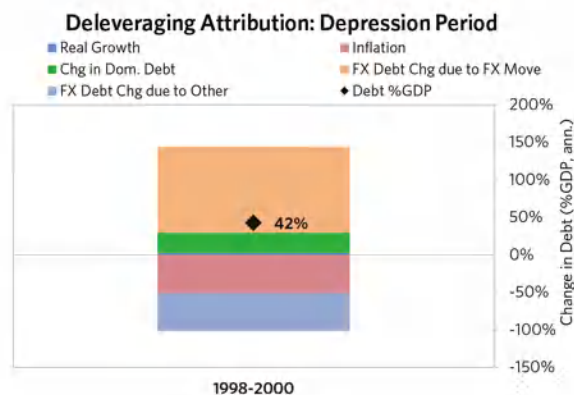 Deleveraging Attribution: Depression Period
Real Growth
Inflation
Chg in Dom. Debt
FX Debt Chg due to FX Move
FX Debt Chg due to Other
Debt %GDP
200%
150%
100%
50%
0%
-50%
-100%
-150%
Change in Debt (%GDP, ann.)
42%
1998-2000